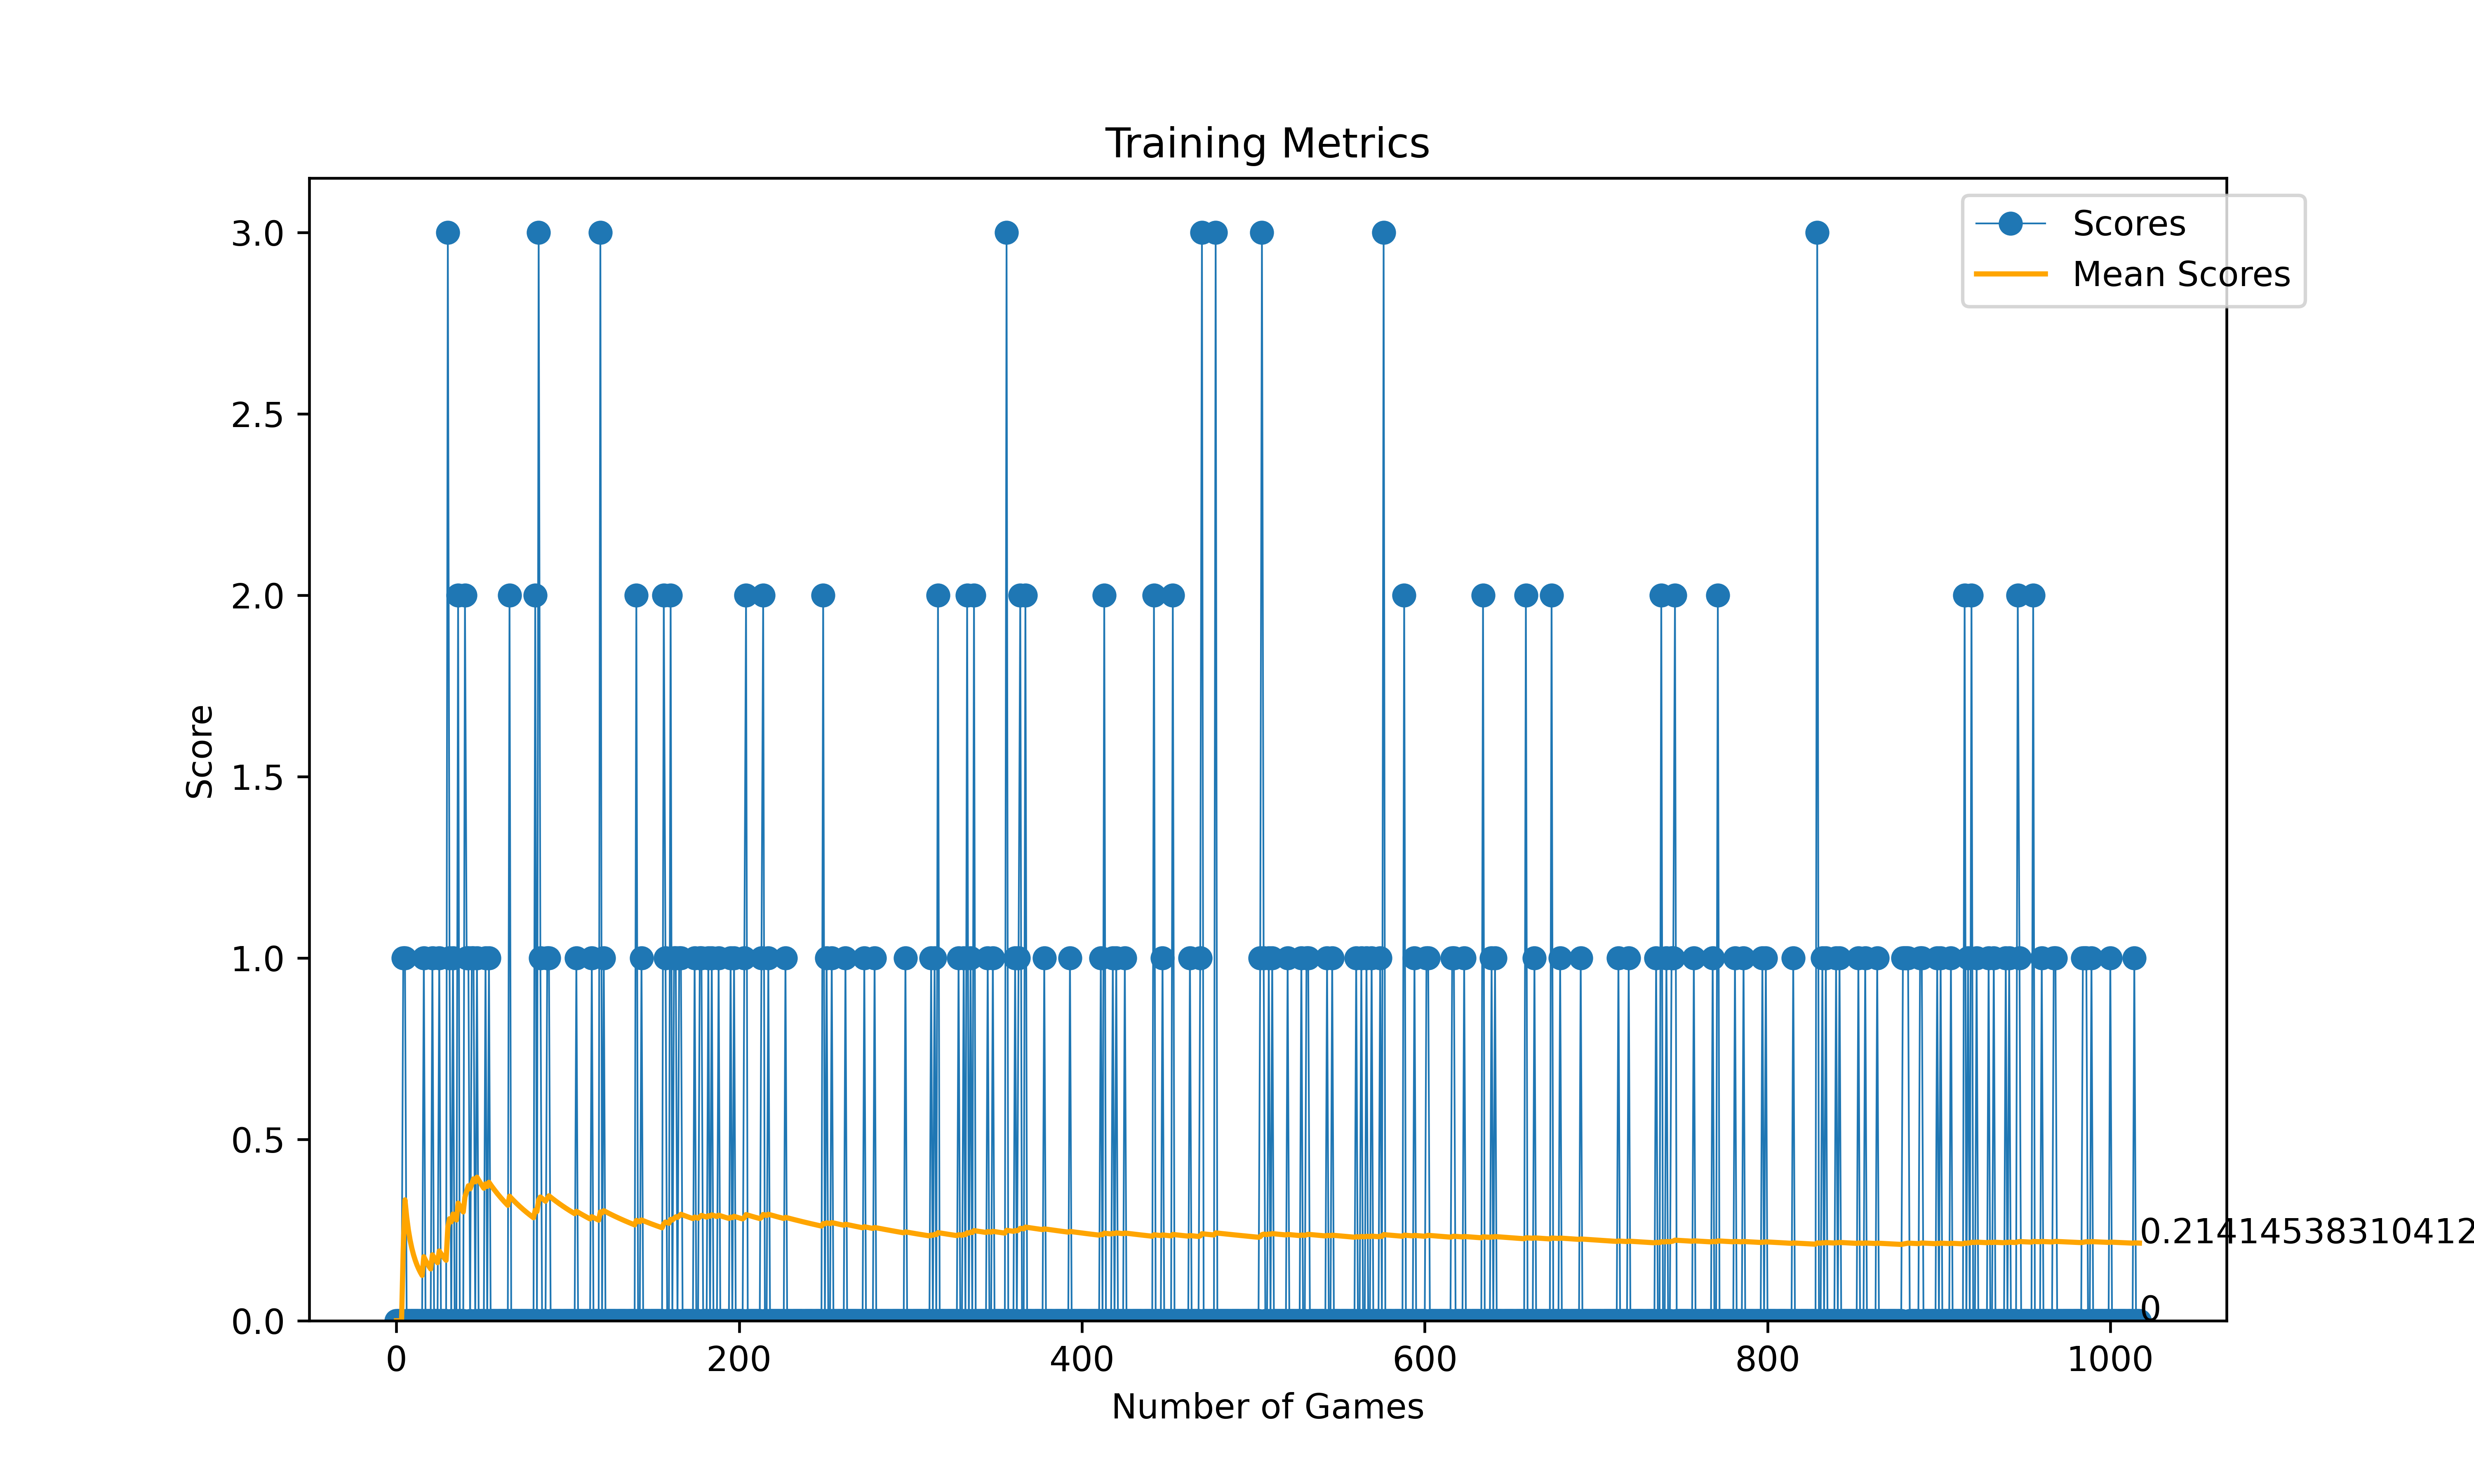 Training Metrics
Scores
Mean Scores
3.0
2.5
2.0
1.5
1.0
0.5
0.0
Score
0.21414538310412
0
0 200 400 600 800 1000
Number of Games